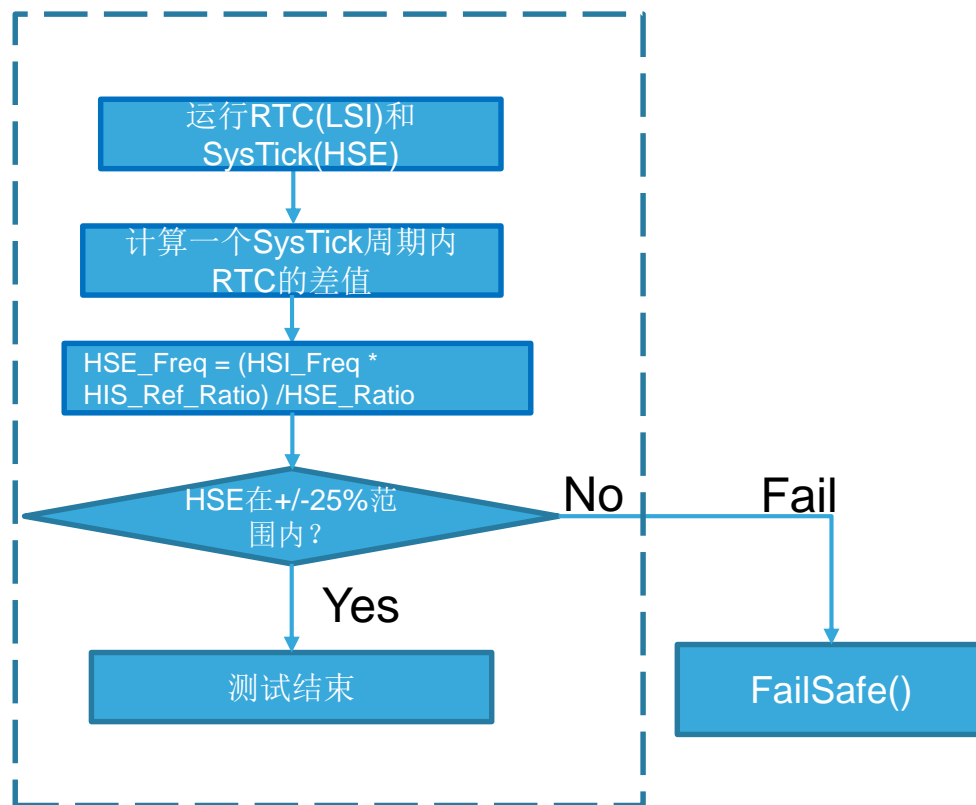 运行RTC(LSI)和
SysTick(HSE)
计算一个SysTick周期内
RTC的差值
HSE_Freq = (HSI_Freq *
HIS_Ref_Ratio) /HSE_Ratio
HSE在+/-25%范
围内？
No
Fail
Yes
测试结束
FailSafe()